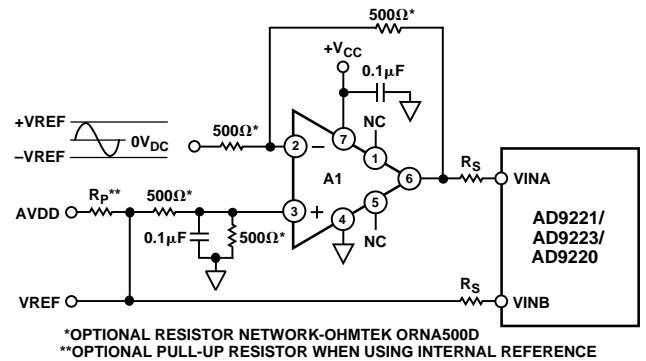 500Ω*
+VCC
0.1μF
+VREF
0VDC
–VREF
500Ω*
NC
2
–
7
1
A1
6
RS
VINA
RP**
500Ω*
AVDD
3
+
4
5
0.1μF
500Ω*
NC
AD9221/
AD9223/
AD9220
VREF
RS
VINB
*OPTIONAL RESISTOR NETWORK-OHMTEK ORNA500D
**OPTIONAL PULL-UP RESISTOR WHEN USING INTERNAL REFERENCE